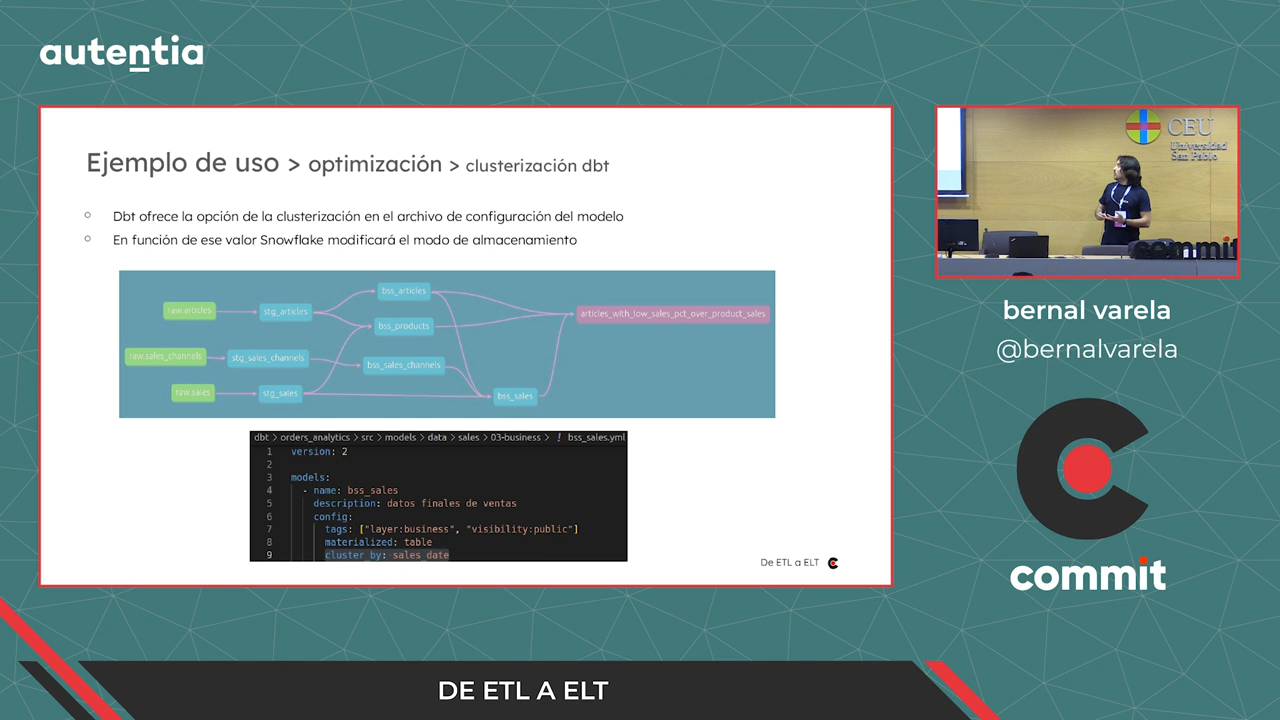 autentia
Ejemplo de uso > optimización > clusterización dbt
Dbt ofrece la opción de la clusterización en el archivo de configuración del modelo
En función de ese valor Snowflake modificará el modo de almacenamiento
raw.articles
stg_articles
bss_articles
bss_products
articles_with_low_sales_pct_over_product_sales
raw.sales_channels
stg_sales_channels
bss_sales_channels
raw.sales
stg_sales
bss_sales
dbt > orders_analytics > src > models > data > sales > 03-business > ! bss_sales.yml
1 version: 2
2
3 models:
4 - name: bss_sales
5 description: datos finales de ventas
6 config:
7 tags: ["layer:business", "visibility:public"]
8 materialized: table
9 cluster_by: sales_date
De ETL a ELT
CEU
Universidad
San Pablo
commit
bernal varela
@bernalvarela
commit
DE ETL A ELT